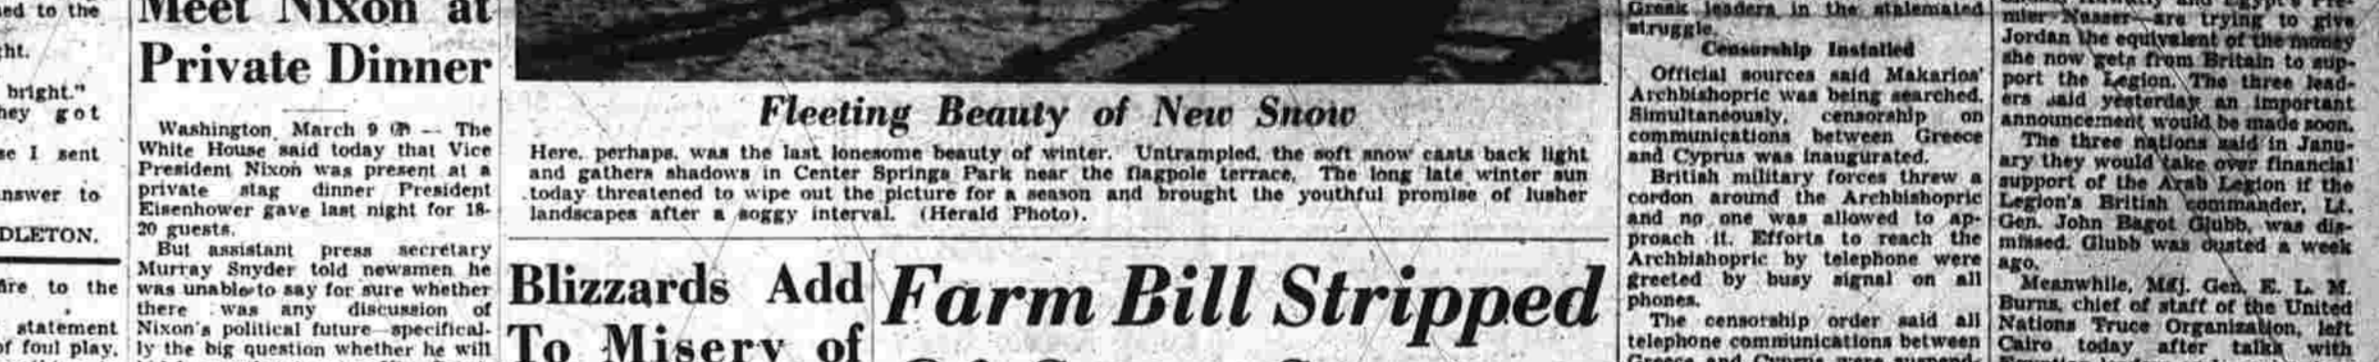 ed to the
ht.
bright."
hey got
se I sent
answer to
DLETON.
are to the
statement
of foul play.
Meet Nixon at
Private Dinner
Washington March 9 (AP) — The
White House said today that Vice
President Nixon was present at a
private stag dinner President
Eisenhower gave last night for 18-
20 guests.
But assistant press secretary
Murray Snyder told newsmen he
was unable to say for sure whether
there was any discussion of
Nixon's political future—specifical-
ly the big question whether he will
Fleeting Beauty of New Snow
Here, perhaps, was the last lonesome beauty of winter. Untrampled, the soft snow casts back light
and gathers shadows in Center Springs Park near the flagpole terrace. The long late winter sun
today threatened to wipe out the picture for a season and brought the youthful promise of lusher
landscapes after a soggy interval. (Herald Photo).
Blizzards Add
To Misery of
Farm Bill Stripped
Greek leaders in the stalemated
struggle.
Censorship Installed
Official sources said Makarios'
Archbishopric was being searched.
Simultaneously, censorship on
communications between Greece
and Cyprus was inaugurated.
British military forces threw a
cordon around the Archbishopric
and no one was allowed to ap-
proach it. Efforts to reach the
Archbishopric by telephone were
greeted by busy signal on all
phones.
The censorship order said all
telephone communications between
Greece and Cyprus were suspend-
mier Nasser—are trying to give
Jordan the equivalent of the money
she now gets from Britain to sup-
port the Legion. The three lead-
ers said yesterday an important
announcement would be made soon.
The three nations said in Janu-
ary they would take over financial
support of the Arab Legion if the
Legion's British commander, Lt.
Gen. John Bagot Glubb, was dis-
missed. Glubb was ousted a week
ago.
Meanwhile, Maj. Gen. E. L. M.
Burns, chief of staff of the United
Nations Truce Organization, left
Cairo today after talks with